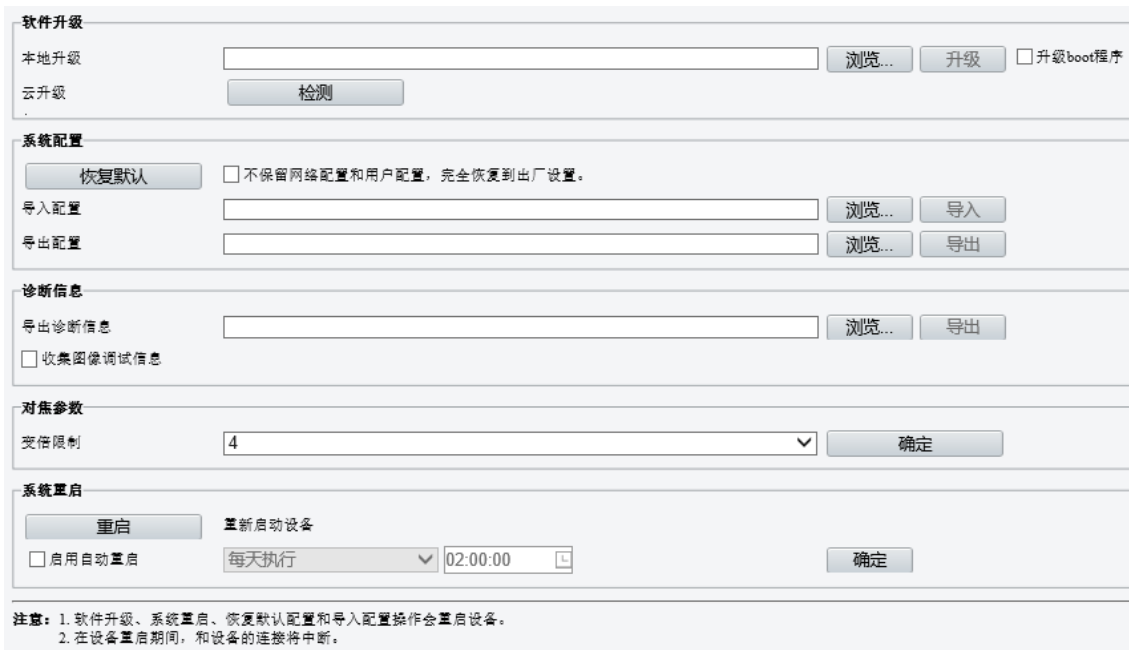 软件升级
本地升级 浏览... 升级 升级boot程序
云升级 检测
系统配置
恢复默认 不保留网络配置和用户配置，完全恢复到出厂设置。
导入配置 浏览... 导入
导出配置 浏览... 导出
诊断信息
导出诊断信息 浏览... 导出
收集图像调试信息
对焦参数
变倍限制 4 确定
系统重启
重启 重新启动设备
启用自动重启 每天执行 02:00:00 确定
注意：1. 软件升级、系统重启、恢复默认配置和导入配置操作会重启设备。
2. 在设备重启期间，和设备的连接将中断。